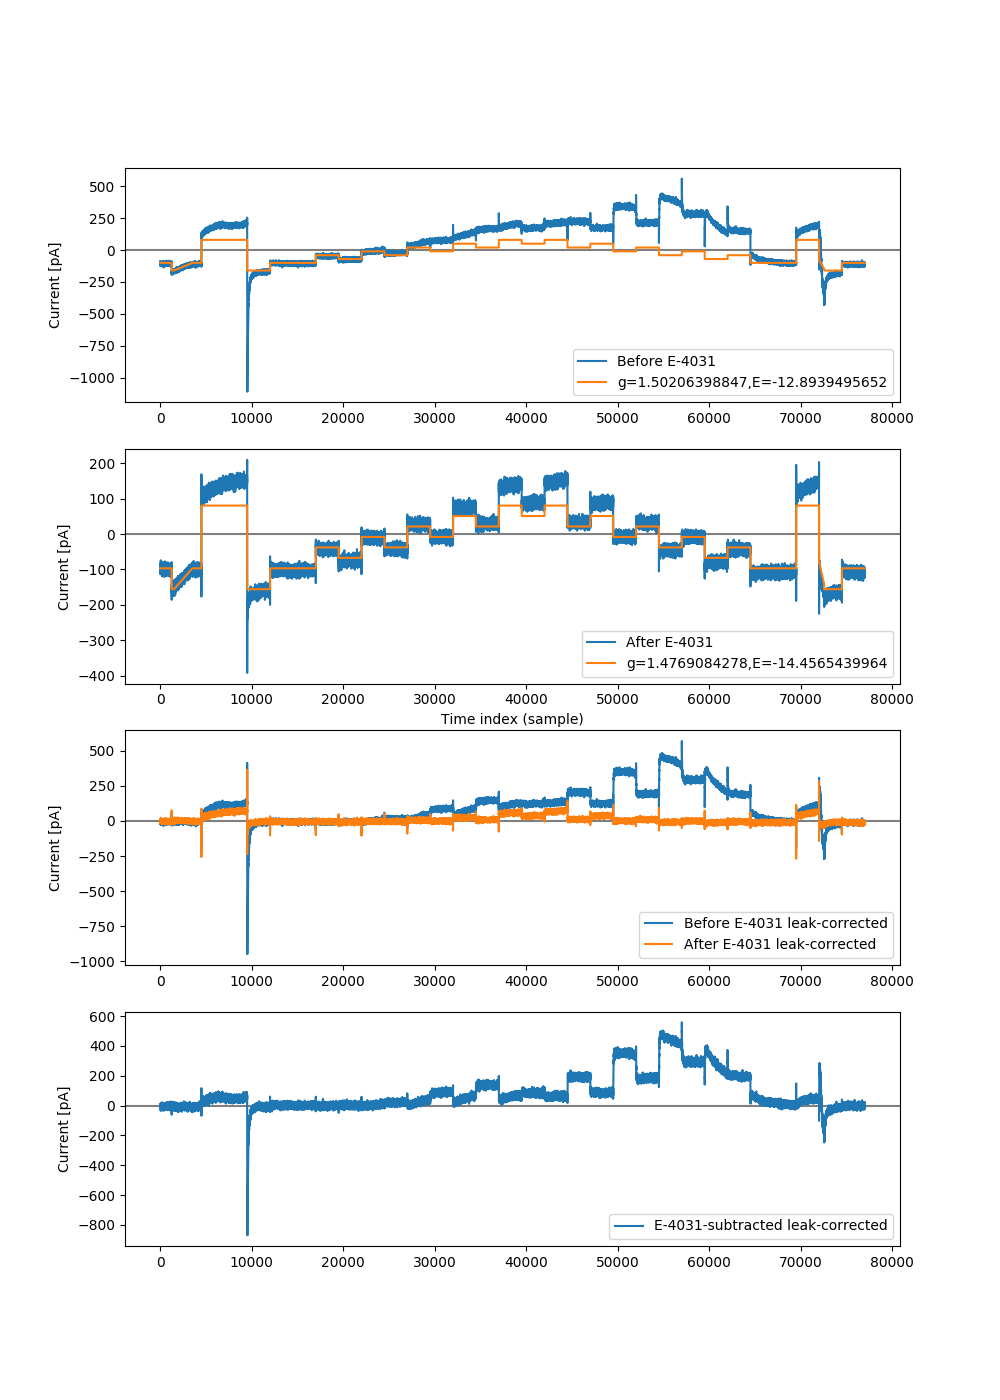 500
250
0
−250
−500
−750
−1000
Current [pA]
Before E-4031
g=1.50206398847,E=-12.8939495652
0 10000 20000 30000 40000 50000 60000 70000 80000
200
100
0
−100
−200
−300
−400
Current [pA]
After E-4031
g=1.4769084278,E=-14.4565439964
0 10000 20000 30000 40000 50000 60000 70000 80000
Time index (sample)
500
250
0
−250
−500
−750
−1000
Current [pA]
Before E-4031 leak-corrected
After E-4031 leak-corrected
0 10000 20000 30000 40000 50000 60000 70000 80000
600
400
200
0
−200
−400
−600
−800
Current [pA]
E-4031-subtracted leak-corrected
0 10000 20000 30000 40000 50000 60000 70000 80000